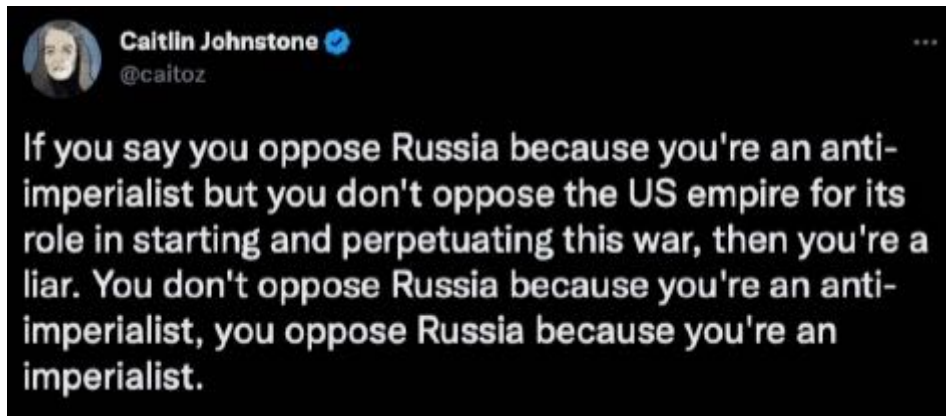 Caitlin Johnstone
@caitoz
If you say you oppose Russia because you're an anti-
imperialist but you don't oppose the US empire for its
role in starting and perpetuating this war, then you're a
liar. You don't oppose Russia because you're an anti-
imperialist, you oppose Russia because you're an
imperialist.